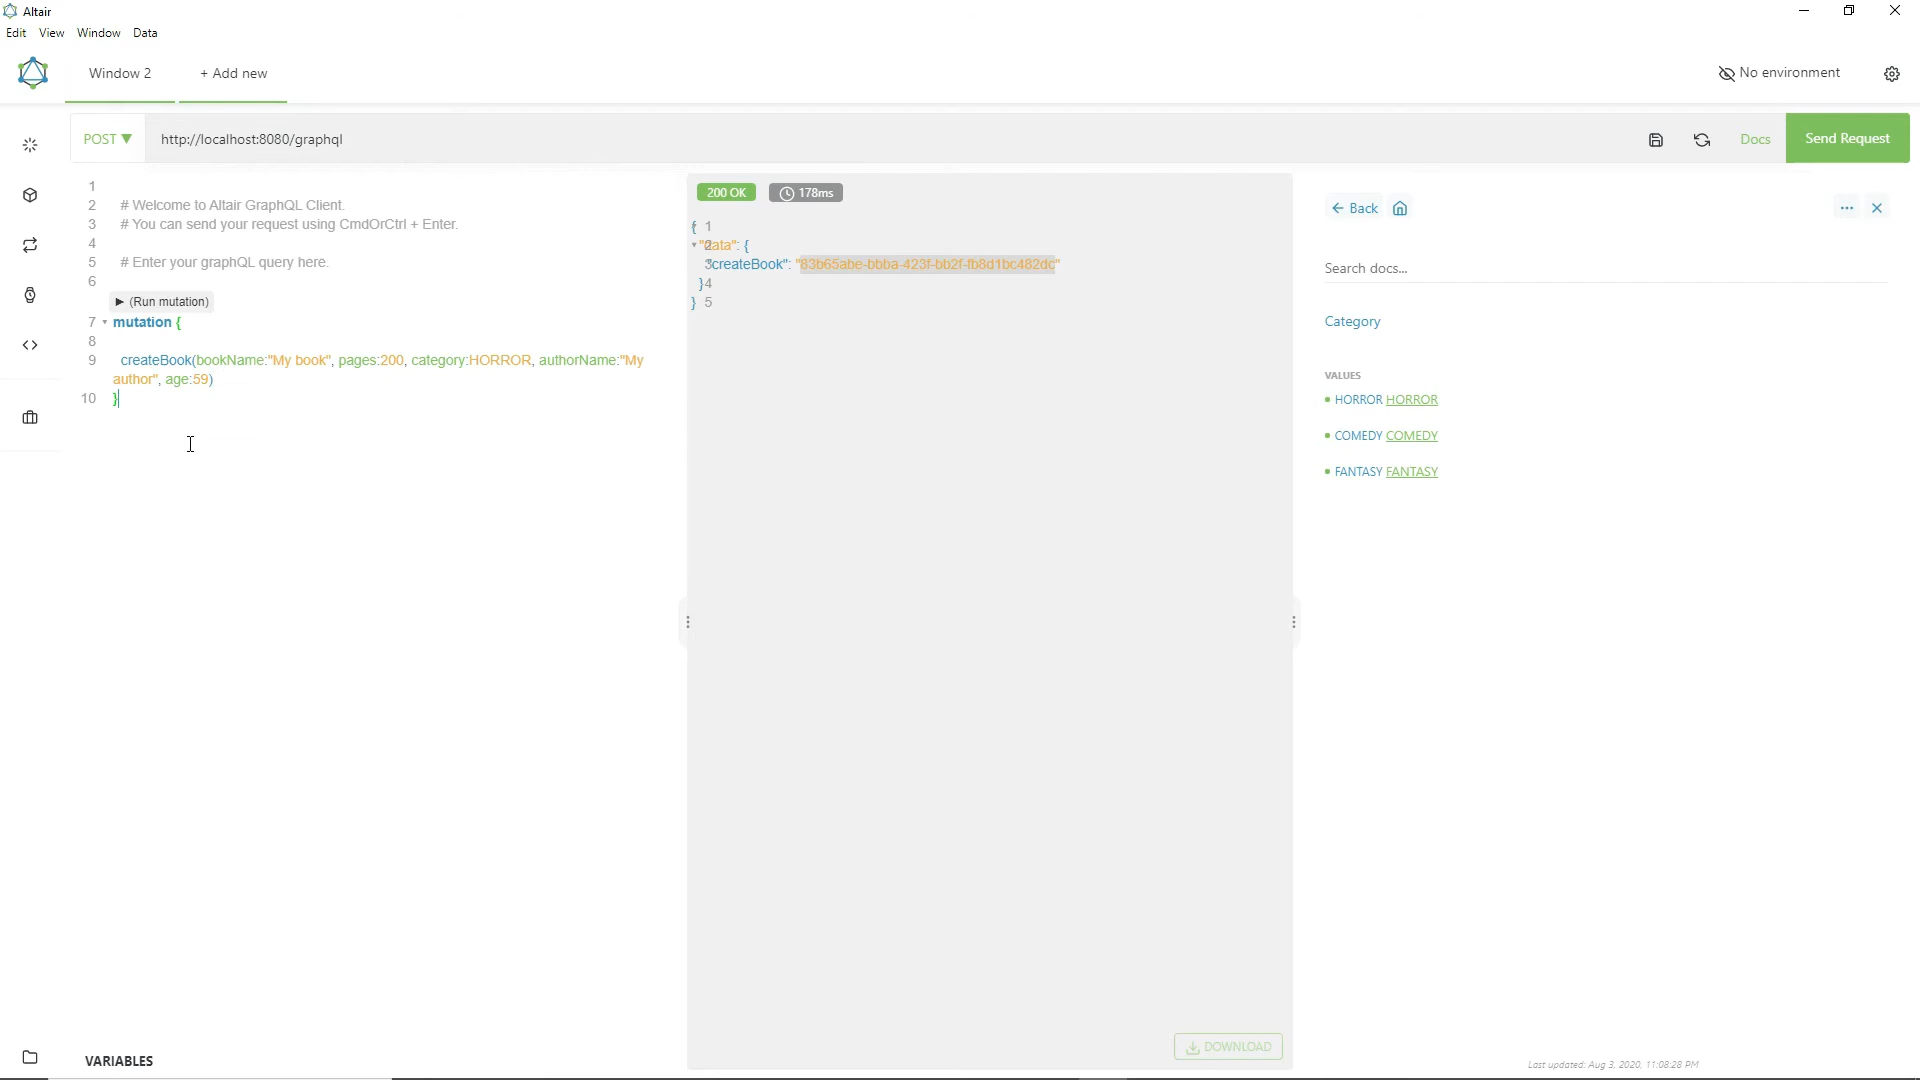 Altair
Edit View Window Data
Window 2 + Add new No environment
POST ▼ http://localhost:8080/graphql Docs Send Request
1
2 # Welcome to Altair GraphQL Client.
3 # You can send your request using CmdOrCtrl + Enter.
4
5 # Enter your graphQL query here.
6
▶ (Run mutation)
7 ▾ mutation {
8
9 createBook(bookName:"My book", pages:200, category:HORROR, authorName:"My
author", age:59)
10 }
VARIABLES
200 OK 178ms
{ 1
▾ "data": { 2
3 "createBook": "83b65abe-bbba-423f-bb2f-fb8d1bc482dc"
}4
} 5
DOWNLOAD
← Back
Search docs...
Category
VALUES
• HORROR HORROR
• COMEDY COMEDY
• FANTASY FANTASY
Last updated: Aug 3, 2020, 11:08:28 PM